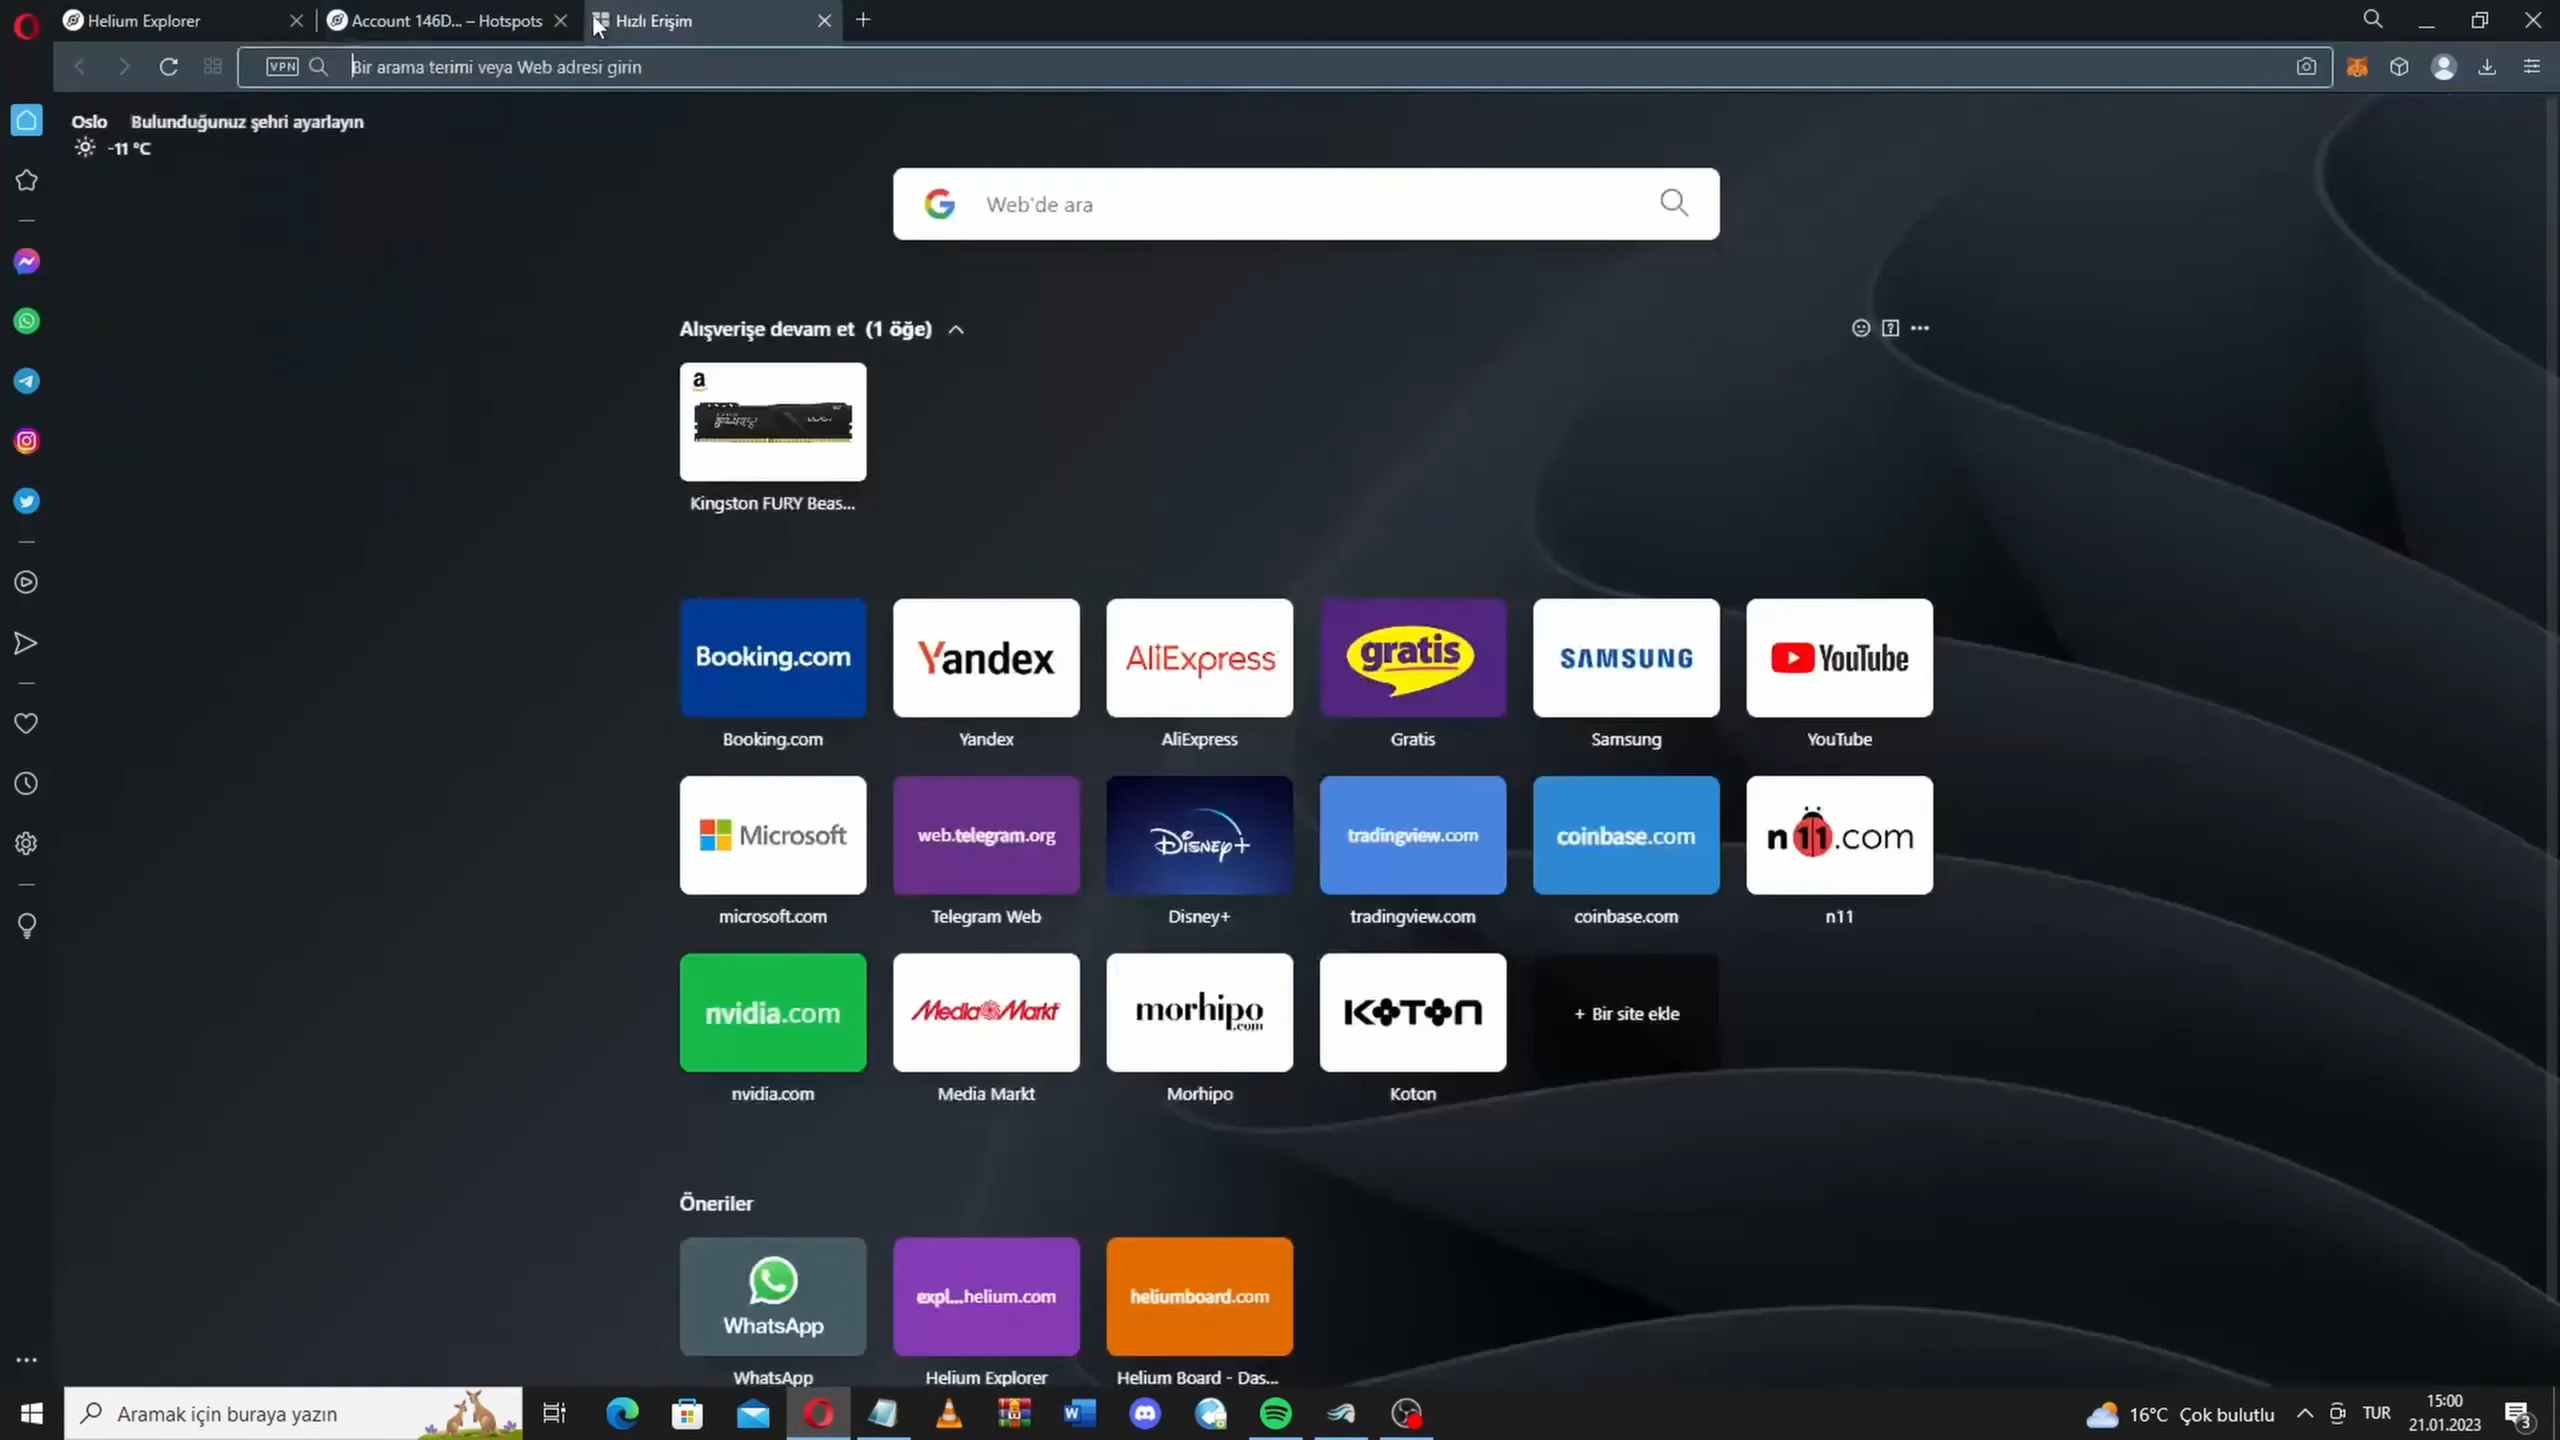 Helium Explorer
Account 146D... – Hotspots
Hızlı Erişim
VPN
Bir arama terimi veya Web adresi girin
Oslo Bulunduğunuz şehri ayarlayın
-11 °C
Web'de ara
Alışverişe devam et (1 öğe)
a
Kingston FURY Beas...
Booking.com
Yandex
AliExpress
gratis
SAMSUNG
YouTube
Booking.com
Yandex
AliExpress
Gratis
Samsung
YouTube
Microsoft
web.telegram.org
Disney+
tradingview.com
coinbase.com
n11.com
microsoft.com
Telegram Web
Disney+
tradingview.com
coinbase.com
n11
nvidia.com
Media Markt
morhipo.com
KOTON
+ Bir site ekle
nvidia.com
Media Markt
Morhipo
Koton
Öneriler
WhatsApp
expl...helium.com
heliumboard.com
WhatsApp
Helium Explorer
Helium Board - Das...
Aramak için buraya yazın
16°C Çok bulutlu
TUR
15:00
21.01.2023
3